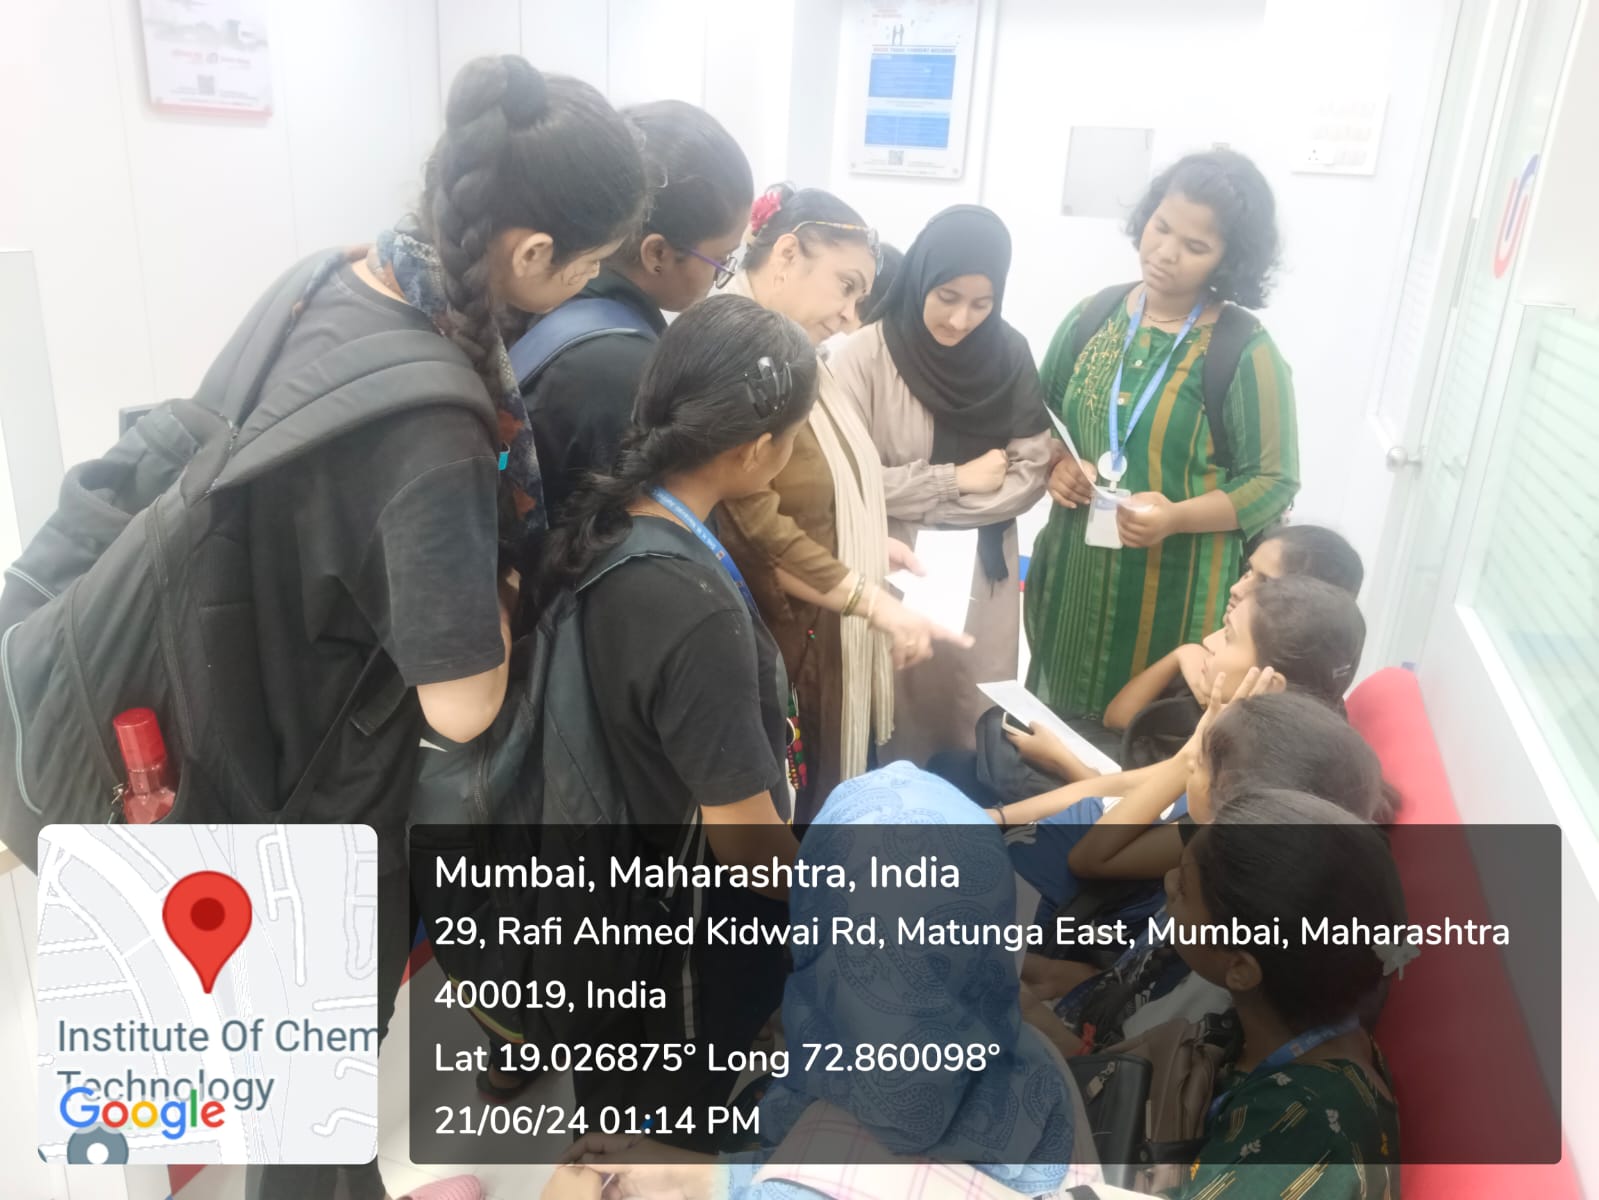 Mumbai, Maharashtra, India
29, Rafi Ahmed Kidwai Rd, Matunga East, Mumbai, Maharashtra
400019, India
Lat 19.026875° Long 72.860098°
21/06/24 01:14 PM
Institute Of Chem
Technology
Google